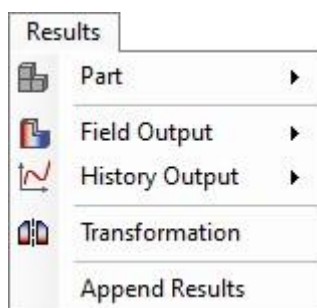 Results
Part
Field Output
History Output
Transformation
Append Results